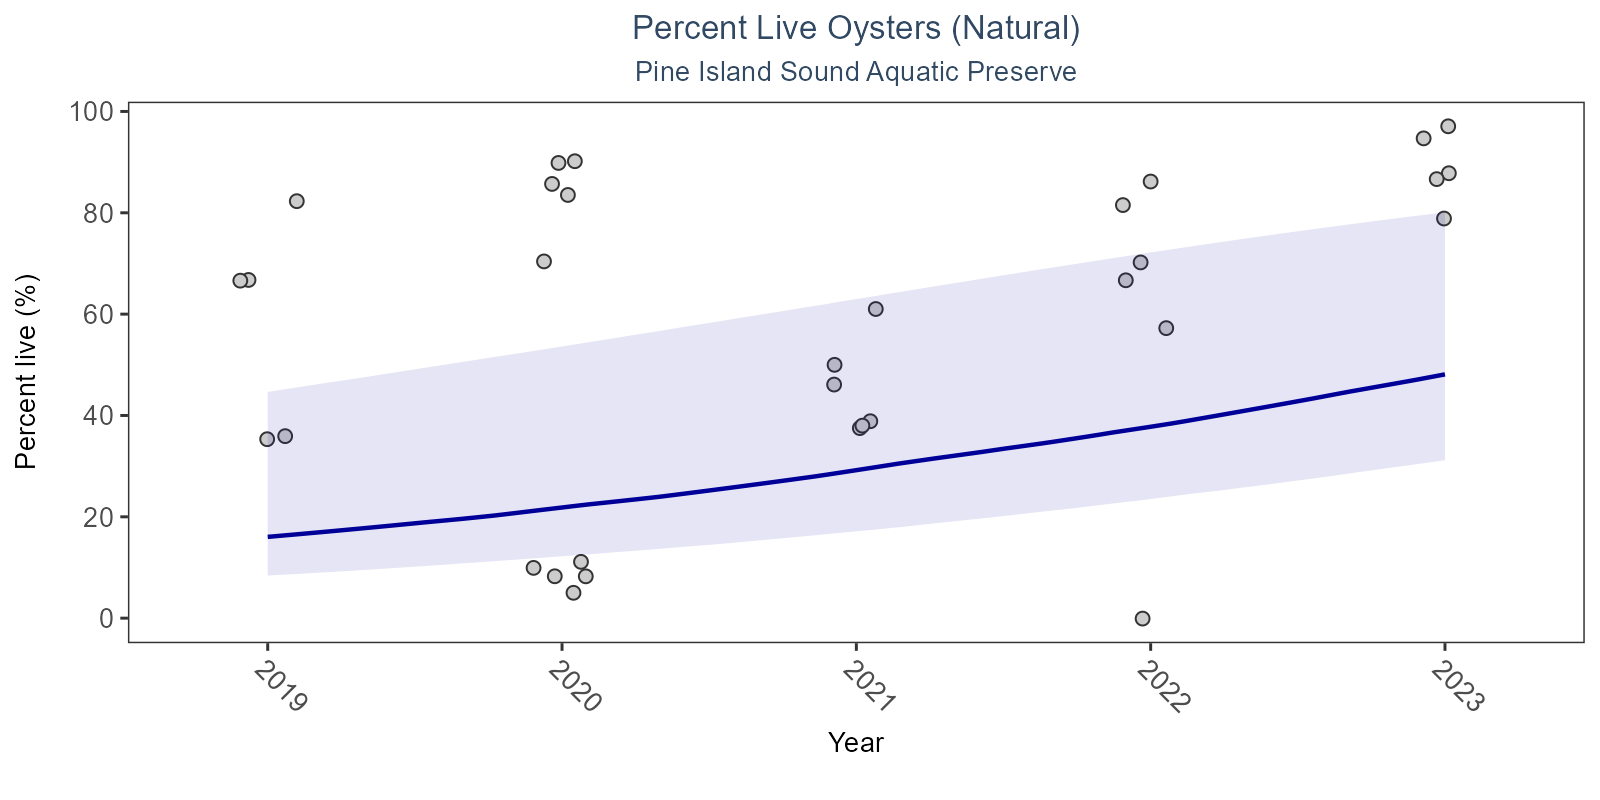 Percent Live Oysters (Natural)
Pine Island Sound Aquatic Preserve
Percent live (%)
100
80
60
40
20
0
2019
2020
2021
2022
2023
Year